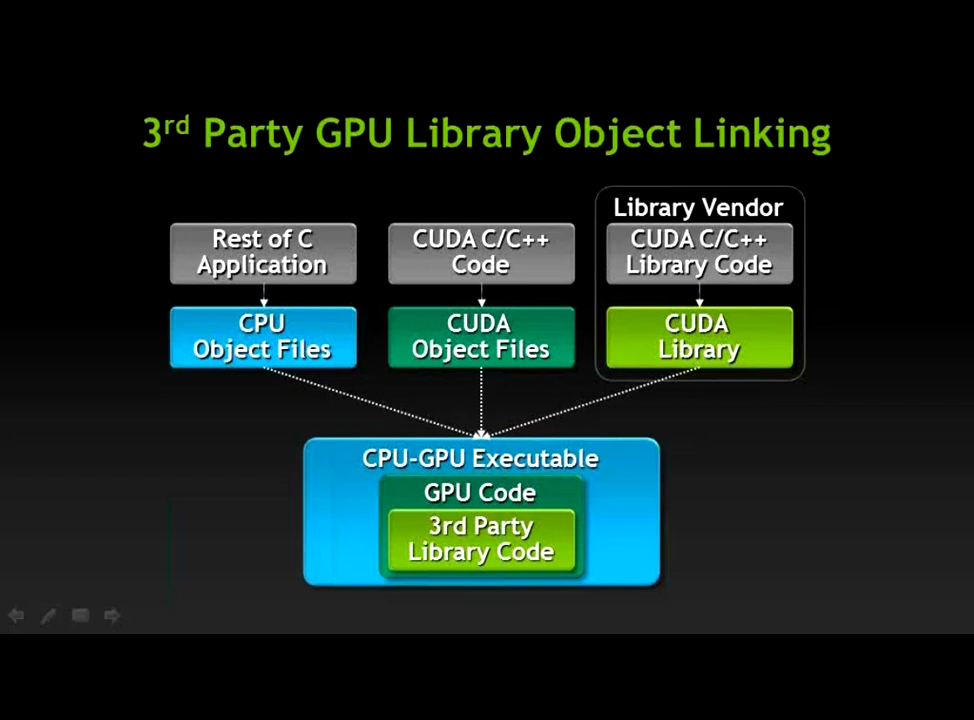 3rd Party GPU Library Object Linking
Library Vendor
Rest of C
Application
CUDA C/C++
Code
CUDA C/C++
Library Code
CPU
Object Files
CUDA
Object Files
CUDA
Library
CPU-GPU Executable
GPU Code
3rd Party
Library Code